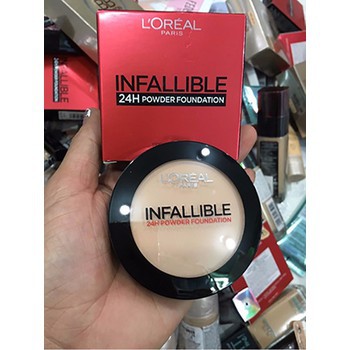 L'ORÉAL
PARIS
INFALLIBLE
24H POWDER FOUNDATION
L'ORÉAL
PARIS
INFALLIBLE
24H POWDER FOUNDATION